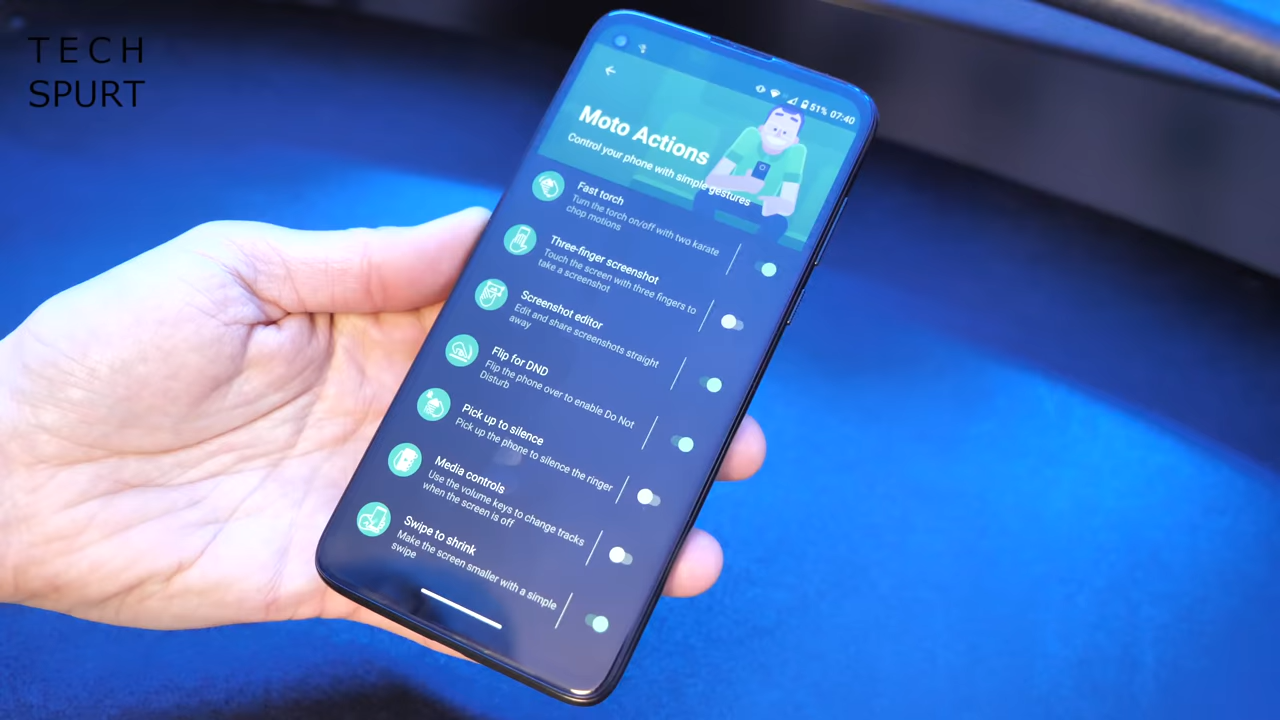 TECH
SPURT
51% 07:40
Moto Actions
Control your phone with simple gestures
Fast torch
Turn the torch on/off with two karate
chop motions
Three-finger screenshot
Touch the screen with three fingers to
take a screenshot
Screenshot editor
Edit and share screenshots straight
away
Flip for DND
Flip the phone over to enable Do Not
Disturb
Pick up to silence
Pick up the phone to silence the ringer
Media controls
Use the volume keys to change tracks
when the screen is off
Swipe to shrink
Make the screen smaller with a simple
swipe